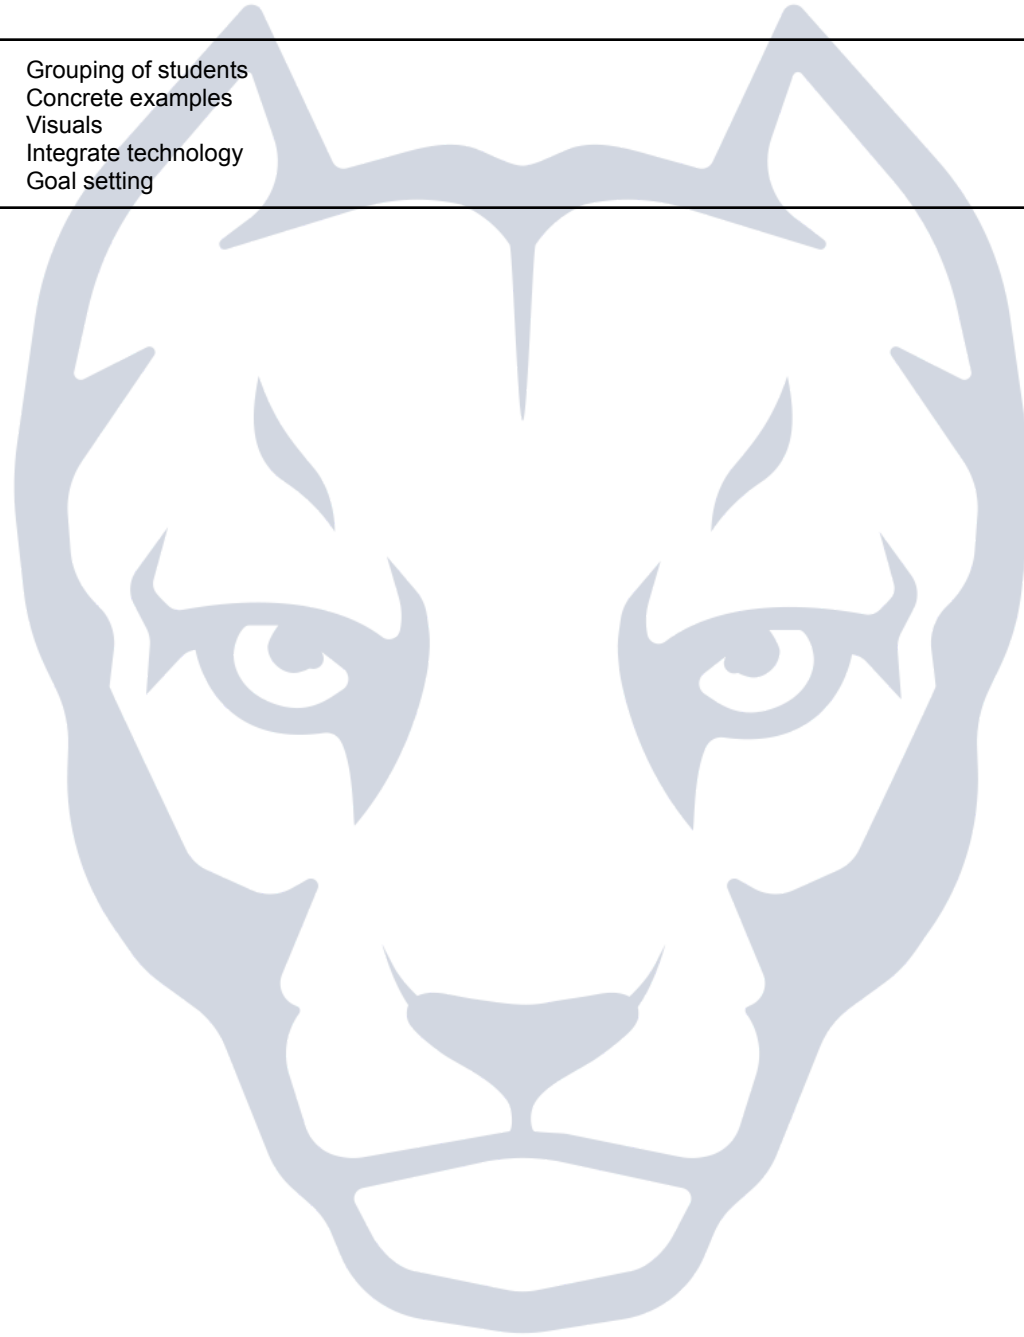 Grouping of students
Concrete examples
Visuals
Integrate technology
Goal setting